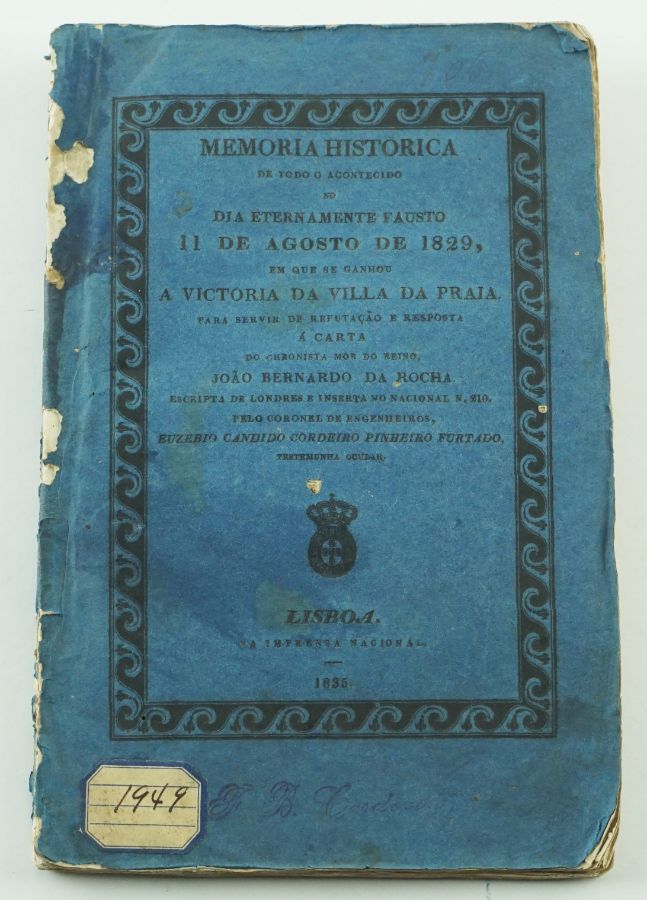 MEMORIA HISTORICA
DE TODO O ACONTECIDO
NO
DIA ETERNAMENTE FAUSTO
11 DE AGOSTO DE 1829,
EM QUE SE GANHOU
A VICTORIA DA VILLA DA PRAIA.
PARA SERVIR DE REFUTAÇÃO E RESPOSTA
Á CARTA
DO CHRONISTA MÓR DO REINO,
JOÃO BERNARDO DA ROCHA
ESCRIPTA DE LONDRES E INSERTA NO NACIONAL N. 210.
PELO CORONEL DE ENGENHEIROS,
EUZEBIO CANDIDO CORDEIRO PINHEIRO FURTADO,
TESTEMUNHA OCULAR.
LISBOA.
NA IMPRENSA NACIONAL.
1835.
1949
F. B. Cardoso